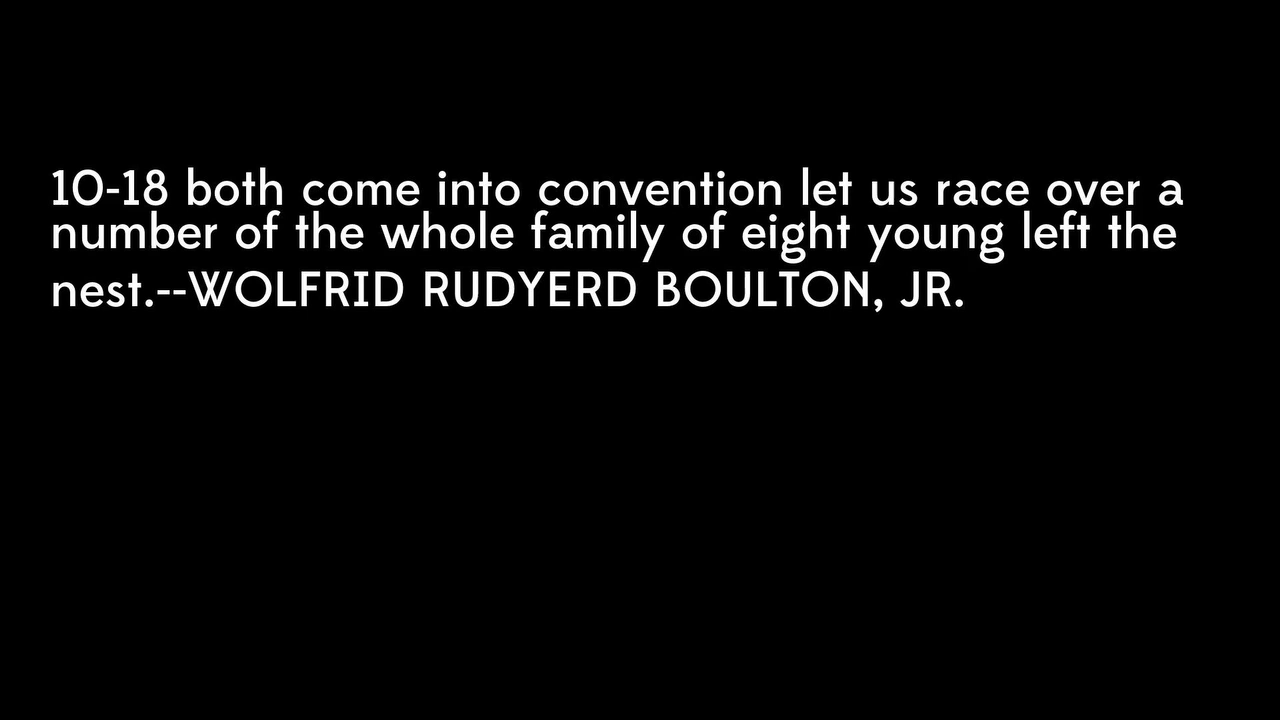 10-18 both come into convention let us race over a
number of the whole family of eight young left the
nest.--WOLFRID RUDYERD BOULTON, JR.